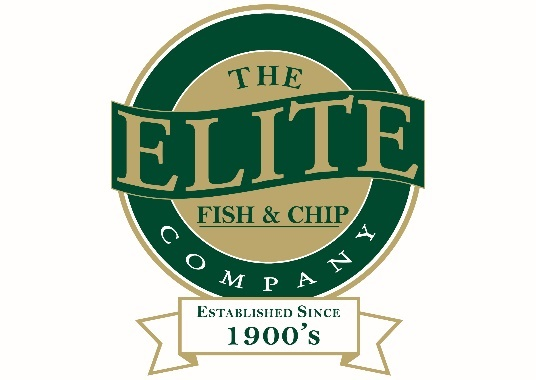 THE
ELITE
FISH & CHIP
COMPANY
ESTABLISHED SINCE
1900's